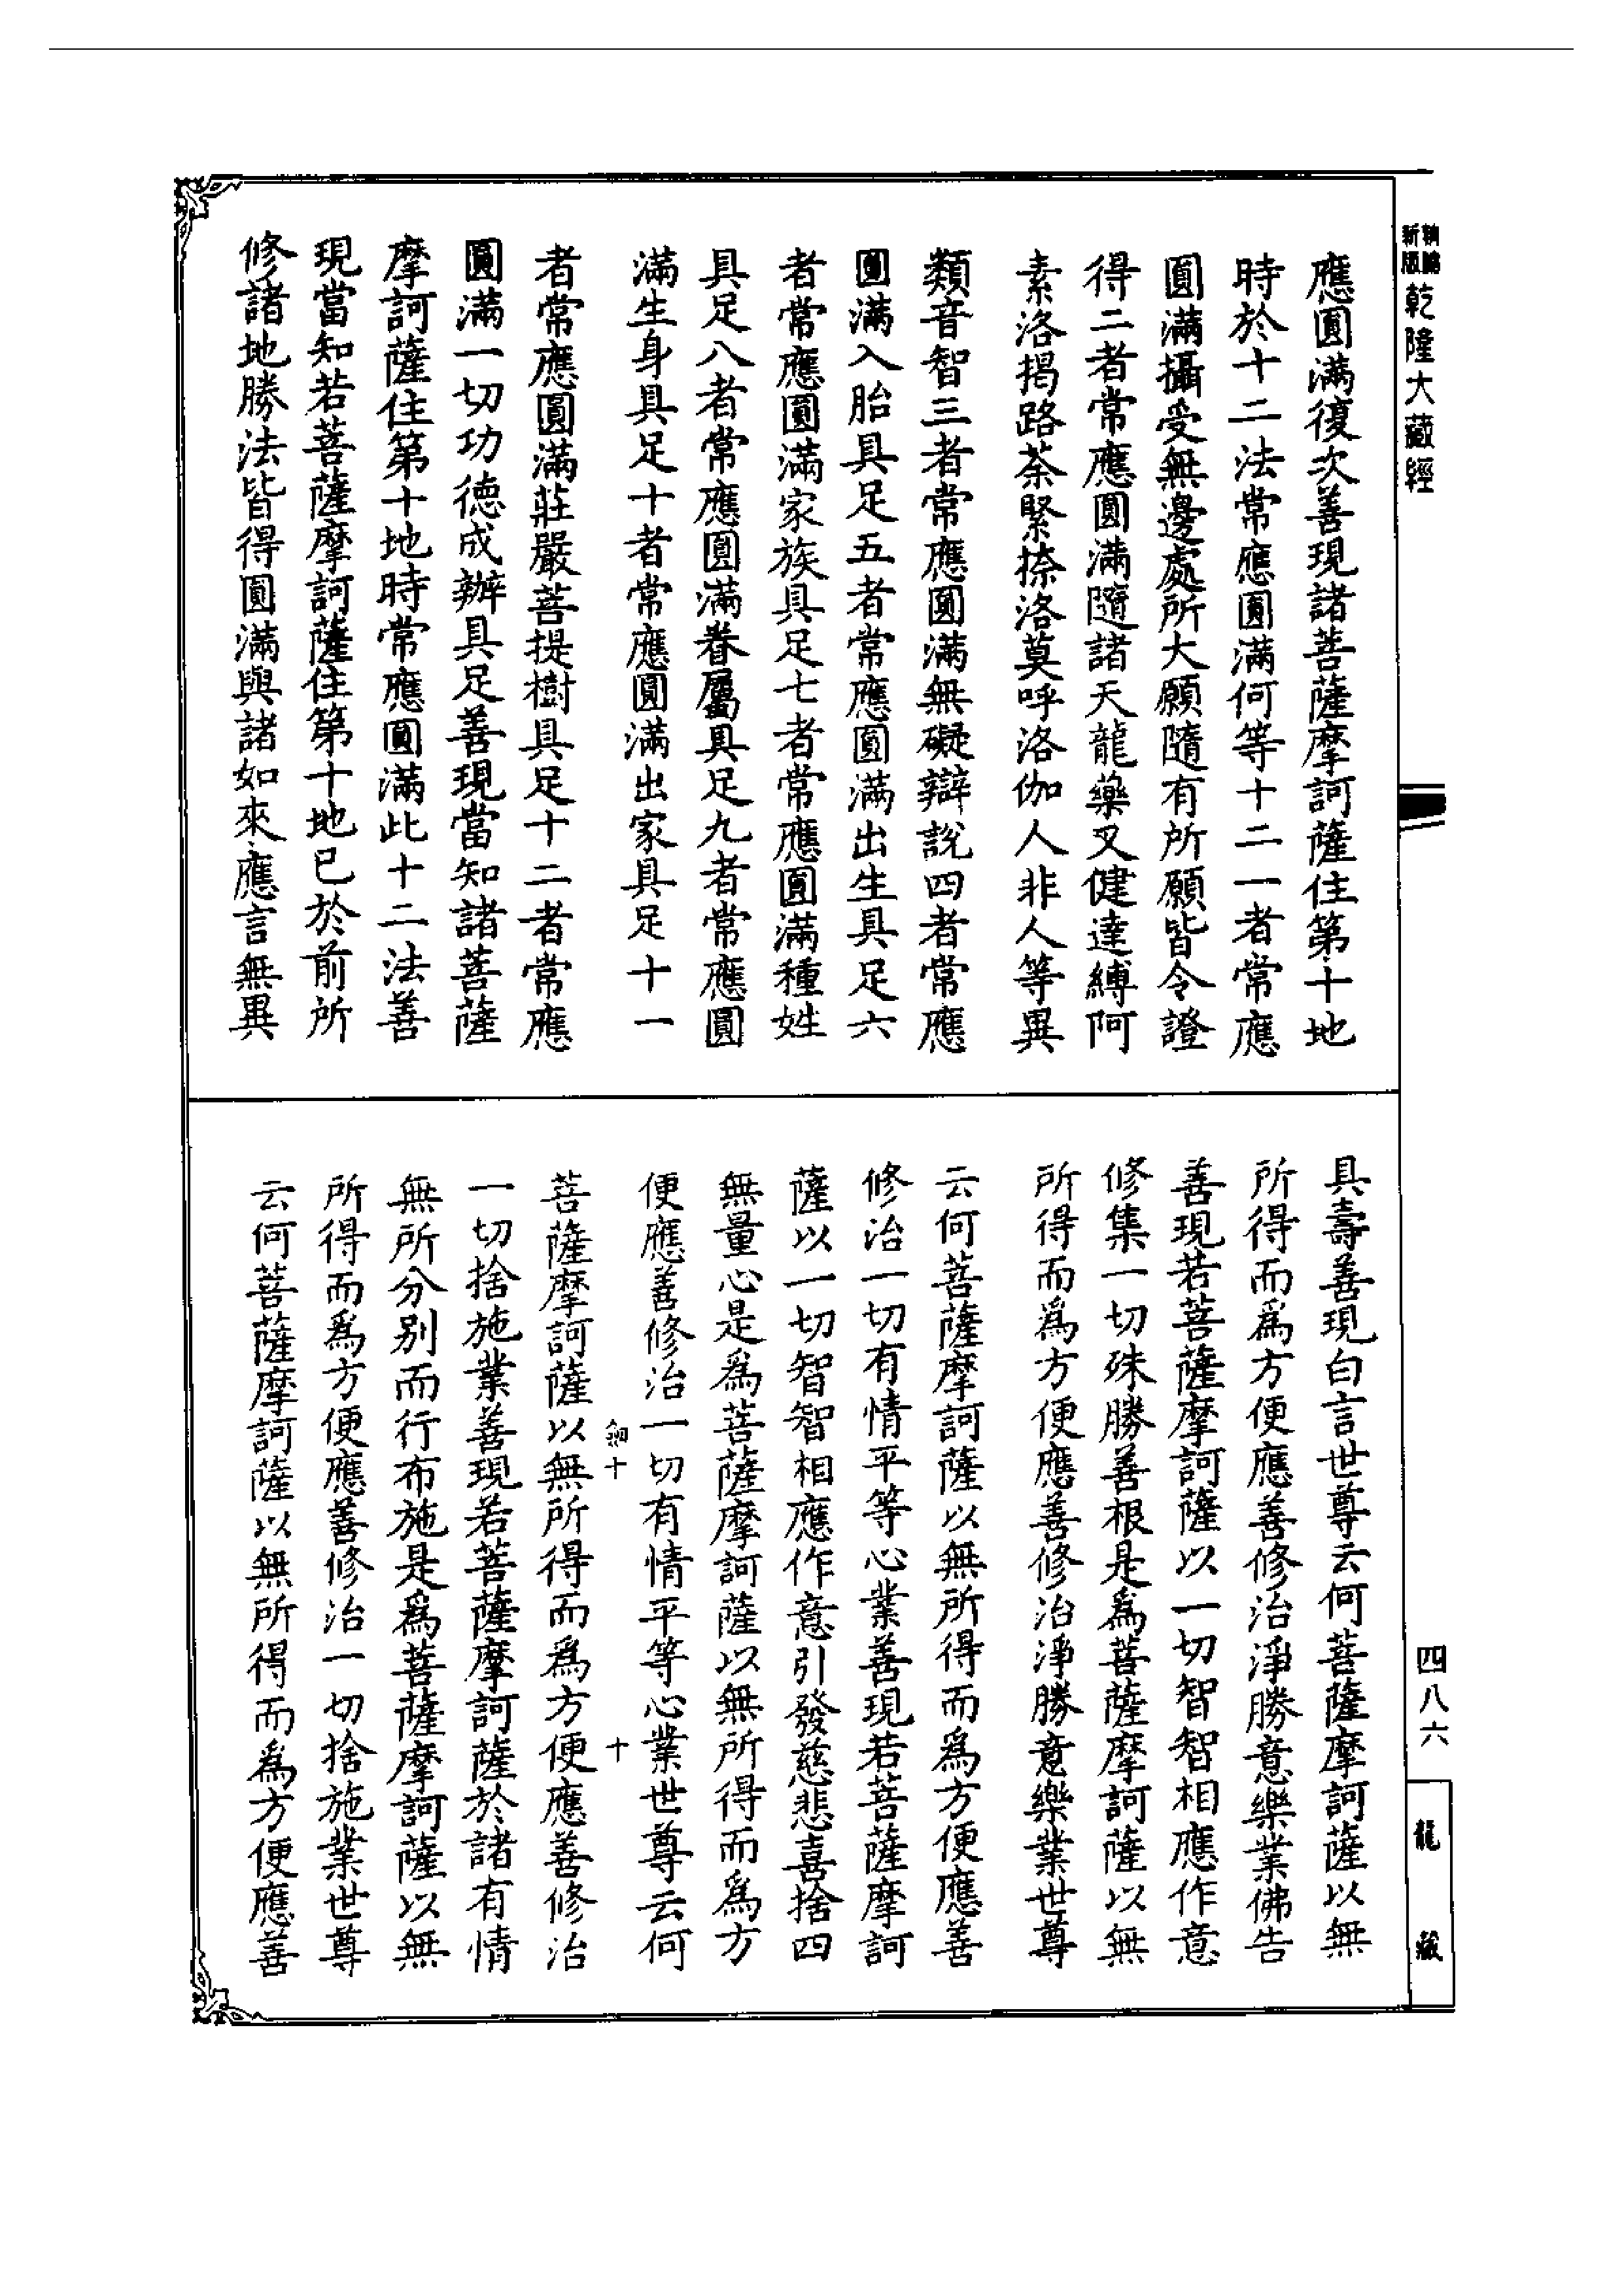 新版
乾隆大藏經
應圓滿復次善現諸菩薩摩訶薩住第十地
時於十二法常應圓滿何等十二一者常應
圓滿攝受無邊處所大願隨有所願皆令證
得二者常應圓滿隨諸天龍藥叉健達縛阿
素洛揭路荼緊捺洛莫呼洛伽人非人等異
類音智三者常應圓滿無礙辯說四者常應
圓滿入胎具足五者常應圓滿出生具足六
者常應圓滿家族具足七者常應圓滿種姓
具足八者常應圓滿眷屬具足九者常應圓
滿生身具足十者常應圓滿出家具足十一
者常應圓滿莊嚴菩提樹具足十二者常應
圓滿一切功德成辦具足善現當知諸菩薩
摩訶薩住第十地時常應圓滿此十二法善
現當知若菩薩摩訶薩住第十地已於前所
修諸地勝法皆得圓滿與諸如來應言無異
具壽善現白言世尊云何菩薩摩訶薩以無
所得而爲方便應善修治淨勝意樂業佛告
善現若菩薩摩訶薩以一切智智相應作意
修集一切殊勝善根是爲菩薩摩訶薩以無
所得而爲方便應善修治淨勝意樂業世尊
云何菩薩摩訶薩以無所得而爲方便應善
修治一切有情平等心業善現若菩薩摩訶
薩以一切智智相應作意引發慈悲喜捨四
無量心是爲菩薩摩訶薩以無所得而爲方
便應善修治一切有情平等心業世尊云何
十
十
菩薩摩訶薩以無所得而爲方便應善修治
一切捨施業善現若菩薩摩訶薩於諸有情
無所分別而行布施是爲菩薩摩訶薩以無
所得而爲方便應善修治一切捨施業世尊
云何菩薩摩訶薩以無所得而爲方便應善
四八六
龍藏